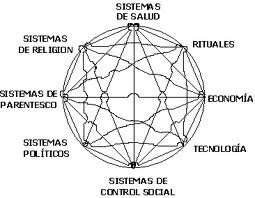 SISTEMAS
DE SALUD
SISTEMAS
DE RELIGION
RITUALES
SISTEMAS DE
PARENTESCO
ECONOMÍA
SISTEMAS
POLÍTICOS
TECNOLOGÍA
SISTEMAS DE
CONTROL SOCIAL